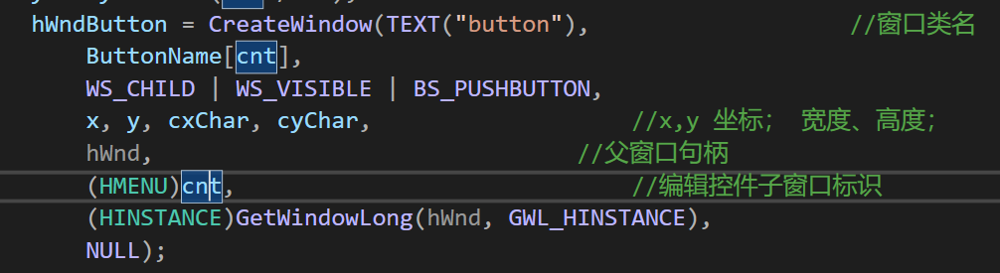 hWndButton = CreateWindow(TEXT("button"), //窗口类名
ButtonName[cnt],
WS_CHILD | WS_VISIBLE | BS_PUSHBUTTON,
x, y, cxChar, cyChar, //x,y 坐标; 宽度、高度;
hWnd, //父窗口句柄
(HMENU)cnt, //编辑控件子窗口标识
(HINSTANCE)GetWindowLong(hWnd, GWL_HINSTANCE),
NULL);